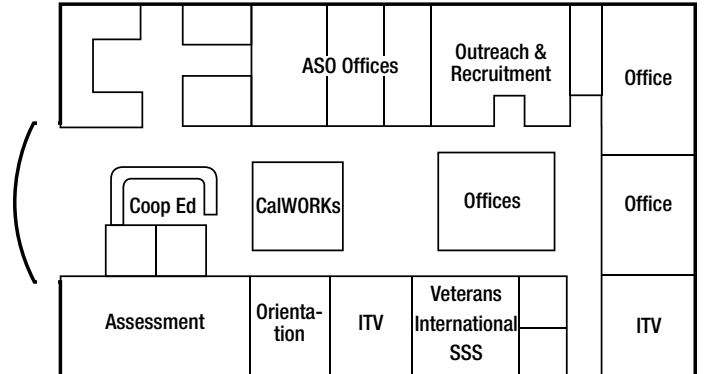 ASO Offices
Outreach &
Recruitment
Office
Coop Ed
CalWORKs
Offices
Office
Assessment
Orienta-
tion
ITV
Veterans
International
SSS
ITV